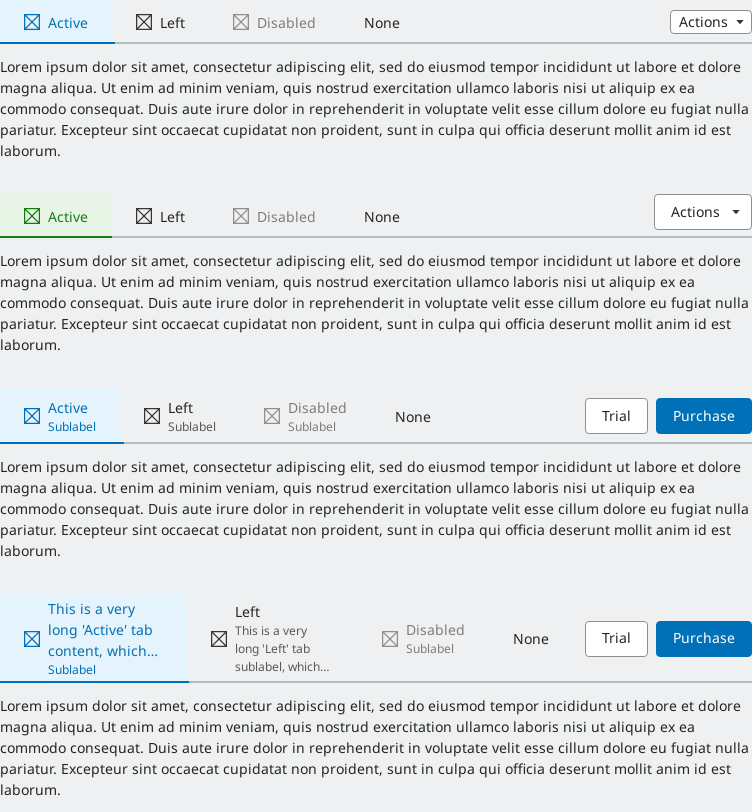 Active Left Disabled None Actions
Lorem ipsum dolor sit amet, consectetur adipiscing elit, sed do eiusmod tempor incididunt ut labore et dolore
magna aliqua. Ut enim ad minim veniam, quis nostrud exercitation ullamco laboris nisi ut aliquip ex ea
commodo consequat. Duis aute irure dolor in reprehenderit in voluptate velit esse cillum dolore eu fugiat nulla
pariatur. Excepteur sint occaecat cupidatat non proident, sunt in culpa qui officia deserunt mollit anim id est
laborum.
Active Left Disabled None Actions
Lorem ipsum dolor sit amet, consectetur adipiscing elit, sed do eiusmod tempor incididunt ut labore et dolore
magna aliqua. Ut enim ad minim veniam, quis nostrud exercitation ullamco laboris nisi ut aliquip ex ea
commodo consequat. Duis aute irure dolor in reprehenderit in voluptate velit esse cillum dolore eu fugiat nulla
pariatur. Excepteur sint occaecat cupidatat non proident, sunt in culpa qui officia deserunt mollit anim id est
laborum.
Active
Sublabel
Left
Sublabel
Disabled
Sublabel
None
Trial
Purchase
Lorem ipsum dolor sit amet, consectetur adipiscing elit, sed do eiusmod tempor incididunt ut labore et dolore
magna aliqua. Ut enim ad minim veniam, quis nostrud exercitation ullamco laboris nisi ut aliquip ex ea
commodo consequat. Duis aute irure dolor in reprehenderit in voluptate velit esse cillum dolore eu fugiat nulla
pariatur. Excepteur sint occaecat cupidatat non proident, sunt in culpa qui officia deserunt mollit anim id est
laborum.
This is a very
long 'Active' tab
content, which...
Sublabel
Left
This is a very
long 'Left' tab
sublabel, which...
Disabled
Sublabel
None
Trial
Purchase
Lorem ipsum dolor sit amet, consectetur adipiscing elit, sed do eiusmod tempor incididunt ut labore et dolore
magna aliqua. Ut enim ad minim veniam, quis nostrud exercitation ullamco laboris nisi ut aliquip ex ea
commodo consequat. Duis aute irure dolor in reprehenderit in voluptate velit esse cillum dolore eu fugiat nulla
pariatur. Excepteur sint occaecat cupidatat non proident, sunt in culpa qui officia deserunt mollit anim id est
laborum.